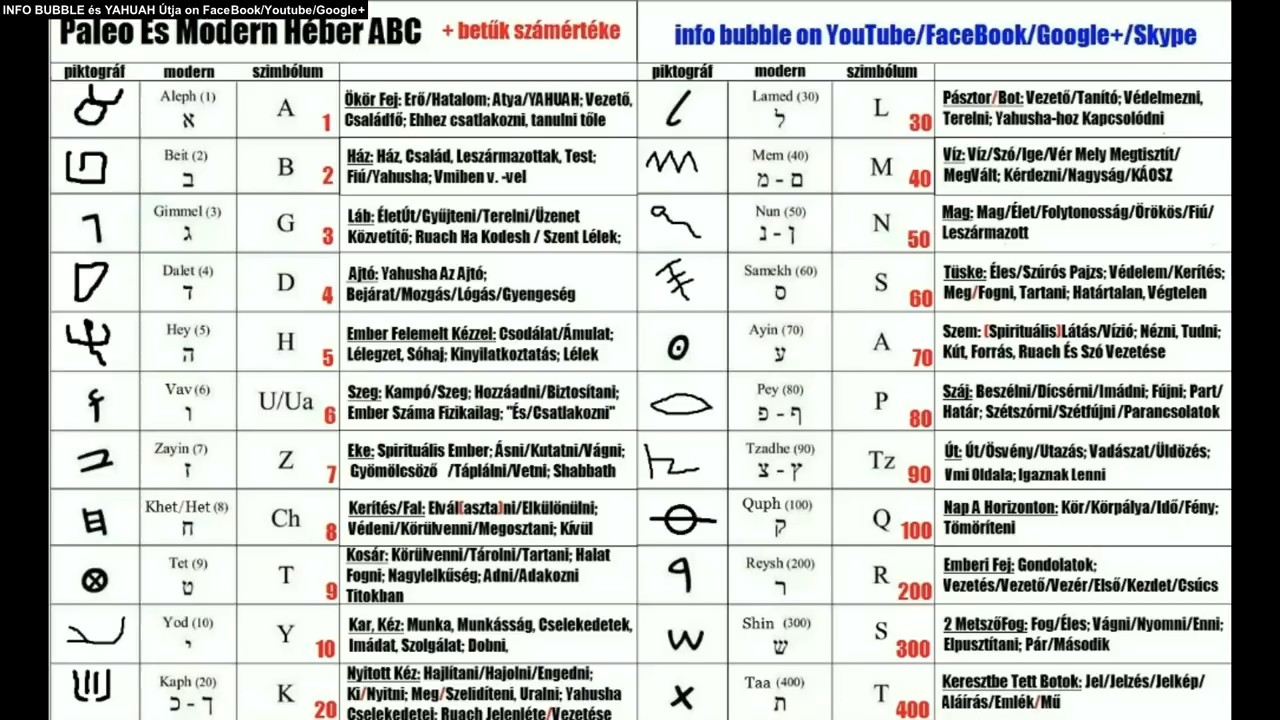 INFO BUBBLE és YAHUAH Útja on FaceBook/Youtube/Google+
Paleo Es Modern Héber ABC + betűk számértéke
info bubble on YouTube/FaceBook/Google+/Skype
piktográf modern szimbólum
Aleph (1)
א
A
1
Ökör Fej: Erő/Hatalom; Atya/YAHUAH; Vezető,
Családfő; Ehhez csatlakozni, tanulni tőle
Beit (2)
ב
B
2
Ház: Ház, Család, Leszármazottak, Test;
Fiú/Yahusha; Vmiben v. -vel
Gimmel (3)
ג
G
3
Láb: ÉletÚt/Gyűjteni/Terelni/Üzenet
Közvetítő; Ruach Ha Kodesh / Szent Lélek;
Dalet (4)
ד
D
4
Ajtó: Yahusha Az Ajtó;
Bejárat/Mozgás/Lógás/Gyengeség
Hey (5)
ה
H
5
Ember Felemelt Kézzel: Csodálat/Ámulat;
Lélegzet, Sóhaj; Kinyilatkoztatás; Lélek
Vav (6)
ו
U/Ua
6
Szeg: Kampó/Szeg; Hozzáadni/Biztosítani;
Ember Száma Fizikailag; "És/Csatlakozni"
Zayin (7)
ז
Z
7
Eke: Spirituális Ember; Ásni/Kutatni/Vágni;
Gyömölcsöző /Táplálni/Vetni; Shabbath
Khet/Het (8)
ח
Ch
8
Kerítés/Fal: Elvál(aszta)ni/Elkülönülni;
Védeni/Körülvenni/Megosztani; Kívül
Tet (9)
ט
T
9
Kosár: Körülvenni/Tárolni/Tartani; Halat
Fogni; Nagylelkűség; Adni/Adakozni
Titokban
Yod (10)
י
Y
10
Kar, Kéz: Munka, Munkásság, Cselekedetek,
Imádat, Szolgálat; Dobni,
Kaph (20)
כ - ך
K
20
Nyitott Kéz: Hajlítani/Hajolni/Engedni;
Ki/Nyitni; Meg/Szelidíteni, Uralni; Yahusha
Cselekedetei; Ruach Jelenléte/Vezetése
piktográf modern szimbólum
Lamed (30)
ל
L
30
Pásztor/Bot: Vezető/Tanító; Védelmezni,
Terelni; Yahusha-hoz Kapcsolódni
Mem (40)
מ - ם
M
40
Víz: Víz/Szó/Ige/Vér Mely Megtisztít/
MegVált; Kérdezni/Nagyság/KÁOSZ
Nun (50)
נ - ן
N
50
Mag: Mag/Élet/Folytonosság/Örökös/Fiú/
Leszármazott
Samekh (60)
ס
S
60
Tüske: Éles/Szúrós Pajzs; Védelem/Kerítés;
Meg/Fogni, Tartani; Határtalan, Végtelen
Ayin (70)
ע
A
70
Szem: (Spirituális)Látás/Vízió; Nézni, Tudni;
Kút, Forrás, Ruach És Szó Vezetése
Pey (80)
פ - ף
P
80
Száj: Beszélni/Dícsérni/Imádni; Fújni; Part/
Határ; Szétszórni/Szétfújni /Parancsolatok
Tzadhe (90)
צ - ץ
Tz
90
Út: Út/Ösvény/Utazás; Vadászat/Üldözés;
Vmi Oldala; Igaznak Lenni
Quph (100)
ק
Q
100
Nap A Horizonton: Kör/Körpálya/Idő/Fény;
Tömöríteni
Reysh (200)
ר
R
200
Emberi Fej: Gondolatok;
Vezetés/Vezető/Vezér/Első/Kezdet/Csúcs
Shin (300)
ש
S
300
2 MetszőFog: Fog/Éles; Vágni/Nyomni/Enni;
Elpusztítani; Pár/Második
Taa (400)
ת
T
400
Keresztbe Tett Botok: Jel/Jelzés/Jelkép/
Aláírás/Emlék/Mű